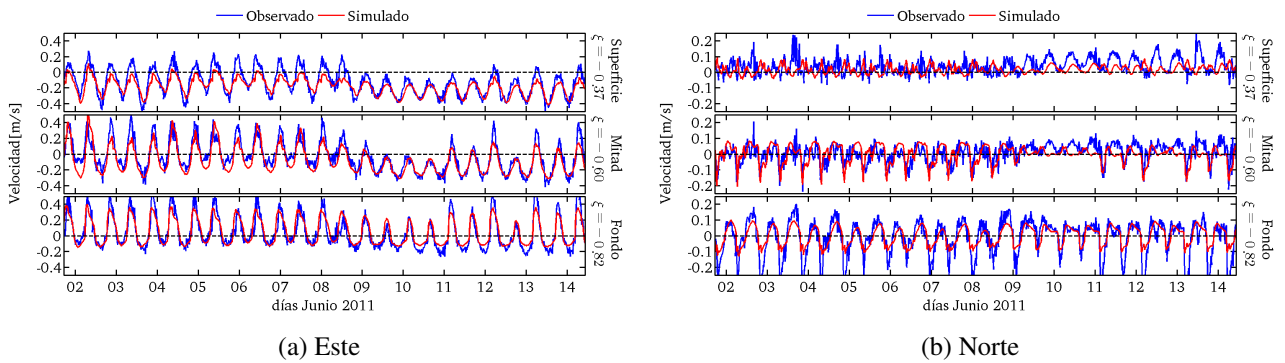 Observado Simulado
0.4
0.2
0
-0.2
-0.4
Superfície
ξ = −0.37
0.4
0.2
0
-0.2
-0.4
Mitad
ξ = −0.60
0.4
0.2
0
-0.2
-0.4
Fondo
ξ = −0.82
Velocidad[m/s]
02 03 04 05 06 07 08 09 10 11 12 13 14
días Junio 2011
(a) Este
Observado Simulado
0.2
0.1
0
-0.1
-0.2
Superfície
ξ = −0.37
0.2
0.1
0
-0.1
-0.2
Mitad
ξ = −0.60
0.2
0.1
0
-0.1
-0.2
Fondo
ξ = −0.82
Velocidad[m/s]
02 03 04 05 06 07 08 09 10 11 12 13 14
días Junio 2011
(b) Norte